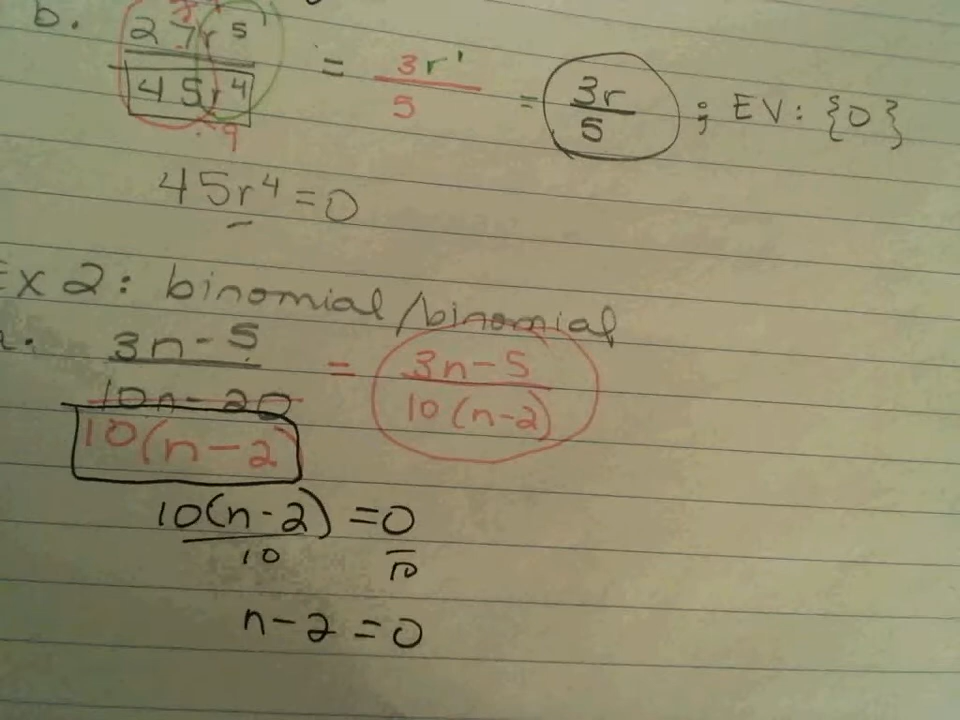 b. 27r⁵ / 45r⁴ = 3r¹ / 5 = 3r / 5 ; EV: {0}
9
45r⁴ = 0
Ex 2: binomial/binomial
3n - 5 / 10n - 20 = 3n - 5 / 10(n - 2)
10(n - 2)
10(n - 2) / 10 = 0 / 10
n - 2 = 0